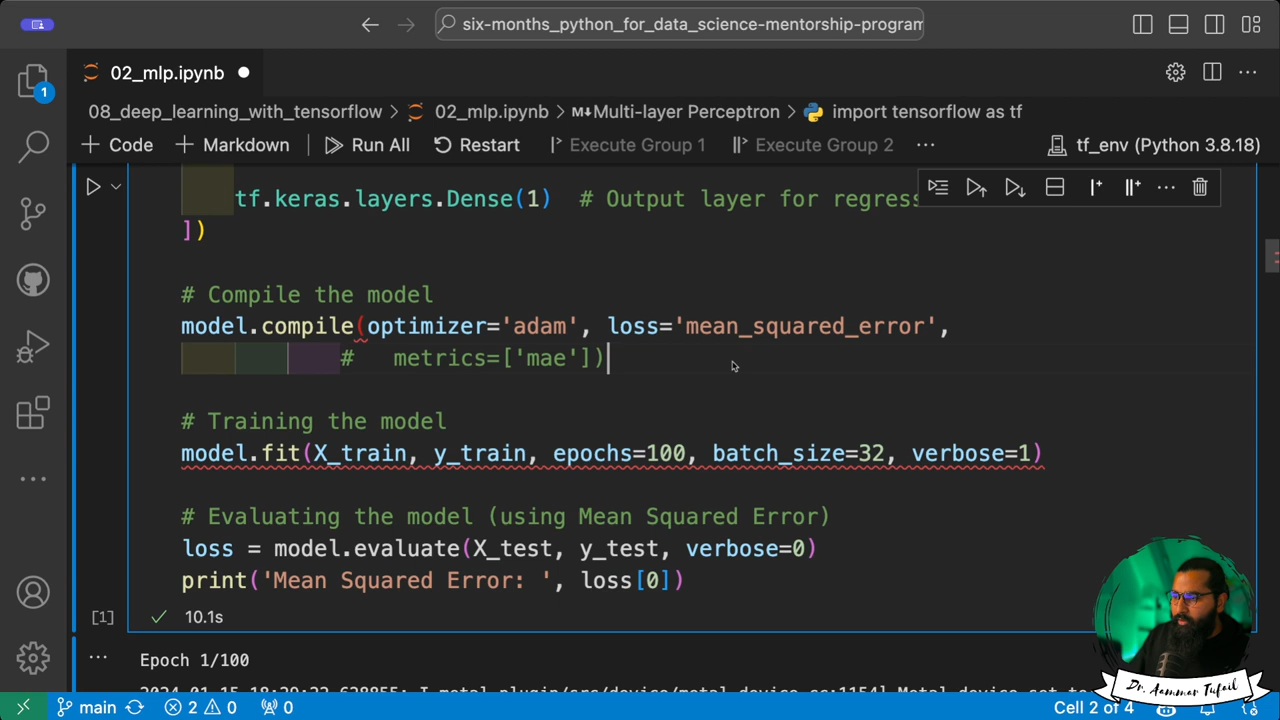 six-months_python_for_data_science-mentorship-program
1
02_mlp.ipynb
08_deep_learning_with_tensorflow > 02_mlp.ipynb > M↓Multi-layer Perceptron > import tensorflow as tf
+ Code + Markdown Run All Restart Execute Group 1 Execute Group 2 ... tf_env (Python 3.8.18)
tf.keras.layers.Dense(1) # Output layer for regress
])
# Compile the model
model.compile(optimizer='adam', loss='mean_squared_error',
# metrics=['mae'])
# Training the model
model.fit(X_train, y_train, epochs=100, batch_size=32, verbose=1)
# Evaluating the model (using Mean Squared Error)
loss = model.evaluate(X_test, y_test, verbose=0)
print('Mean Squared Error: ', loss[0])
[1] 10.1s
... Epoch 1/100
Dr. Aammar Tufail
main 2 0 0 Cell 2 of 4